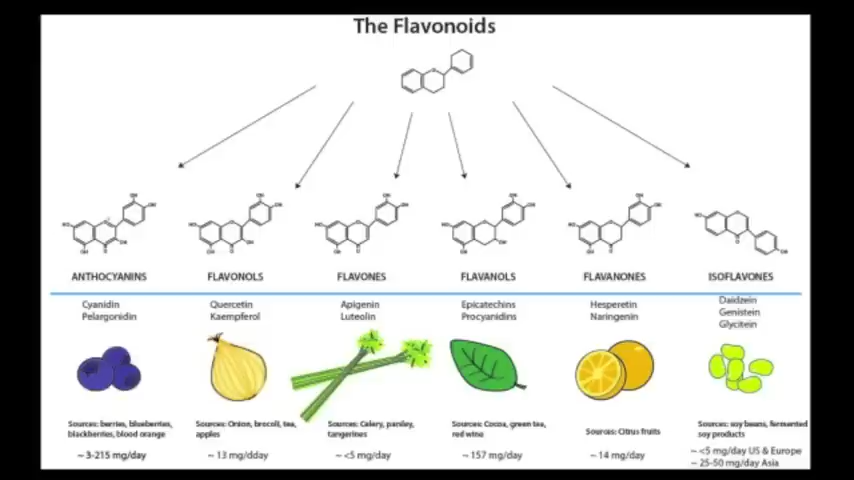 The Flavonoids
ANTHOCYANINS
FLAVONOLS
FLAVONES
FLAVANOLS
FLAVANONES
ISOFLAVONES
Cyanidin
Pelargonidin
Quercetin
Kaempferol
Apigenin
Luteolin
Epicatechins
Procyanidins
Hesperetin
Naringenin
Daidzein
Genistein
Glycitein
Sources: berries, blueberries,
blackberries, blood orange
Sources: Onion, brocoli, tea,
apples
Sources: Celery, parsley,
tangerines
Sources: Cocoa, green tea,
red wine
Sources: Citrus fruits
Sources: soy beans, fermented
soy products
~ 3-215 mg/day
~ 13 mg/dday
~ <5 mg/day
~ 157 mg/day
~ 14 mg/day
~ <5 mg/day US & Europe
~ 25-50 mg/day Asia